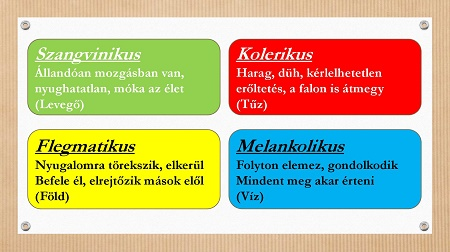 Szangvinikus
Állandóan mozgásban van,
nyughatatlan, móka az élet
(Levegő)
Kolerikus
Harag, düh, kérlelhetetlen
erőltetés, a falon is átmegy
(Tűz)
Flegmatikus
Nyugalomra törekszik, elkerül
Befele él, elrejtőzik mások elől
(Föld)
Melankolikus
Folyton elemez, gondolkodik
Mindent meg akar érteni
(Víz)